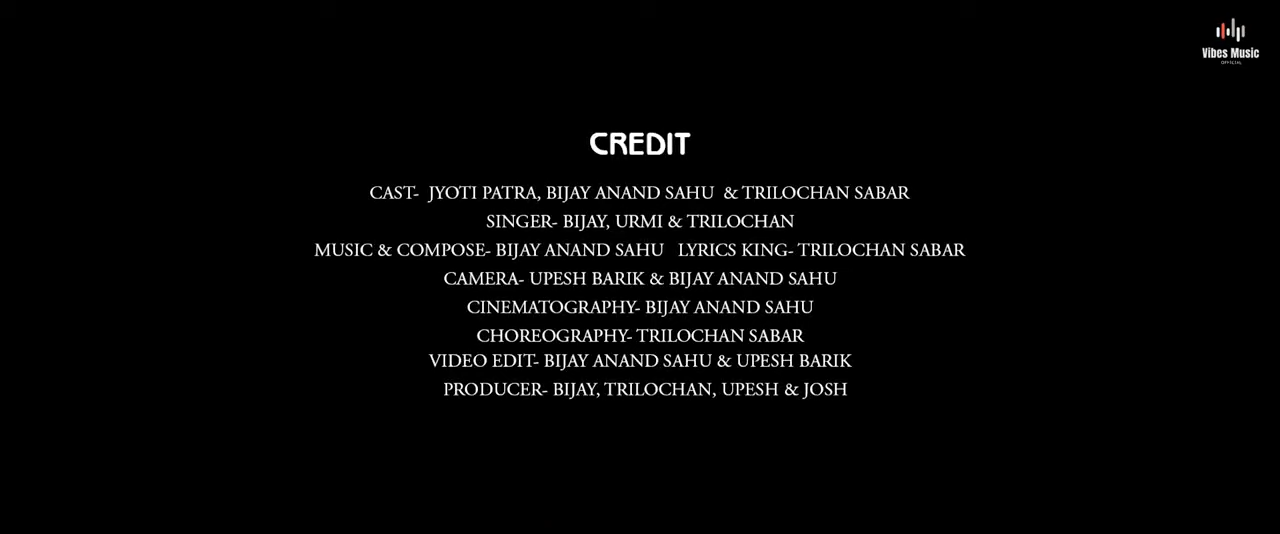 Vibes Music
OFFICIAL
CREDIT
CAST- JYOTI PATRA, BIJAY ANAND SAHU & TRILOCHAN SABAR
SINGER- BIJAY, URMI & TRILOCHAN
MUSIC & COMPOSE- BIJAY ANAND SAHU LYRICS KING- TRILOCHAN SABAR
CAMERA- UPESH BARIK & BIJAY ANAND SAHU
CINEMATOGRAPHY- BIJAY ANAND SAHU
CHOREOGRAPHY- TRILOCHAN SABAR
VIDEO EDIT- BIJAY ANAND SAHU & UPESH BARIK
PRODUCER- BIJAY, TRILOCHAN, UPESH & JOSH